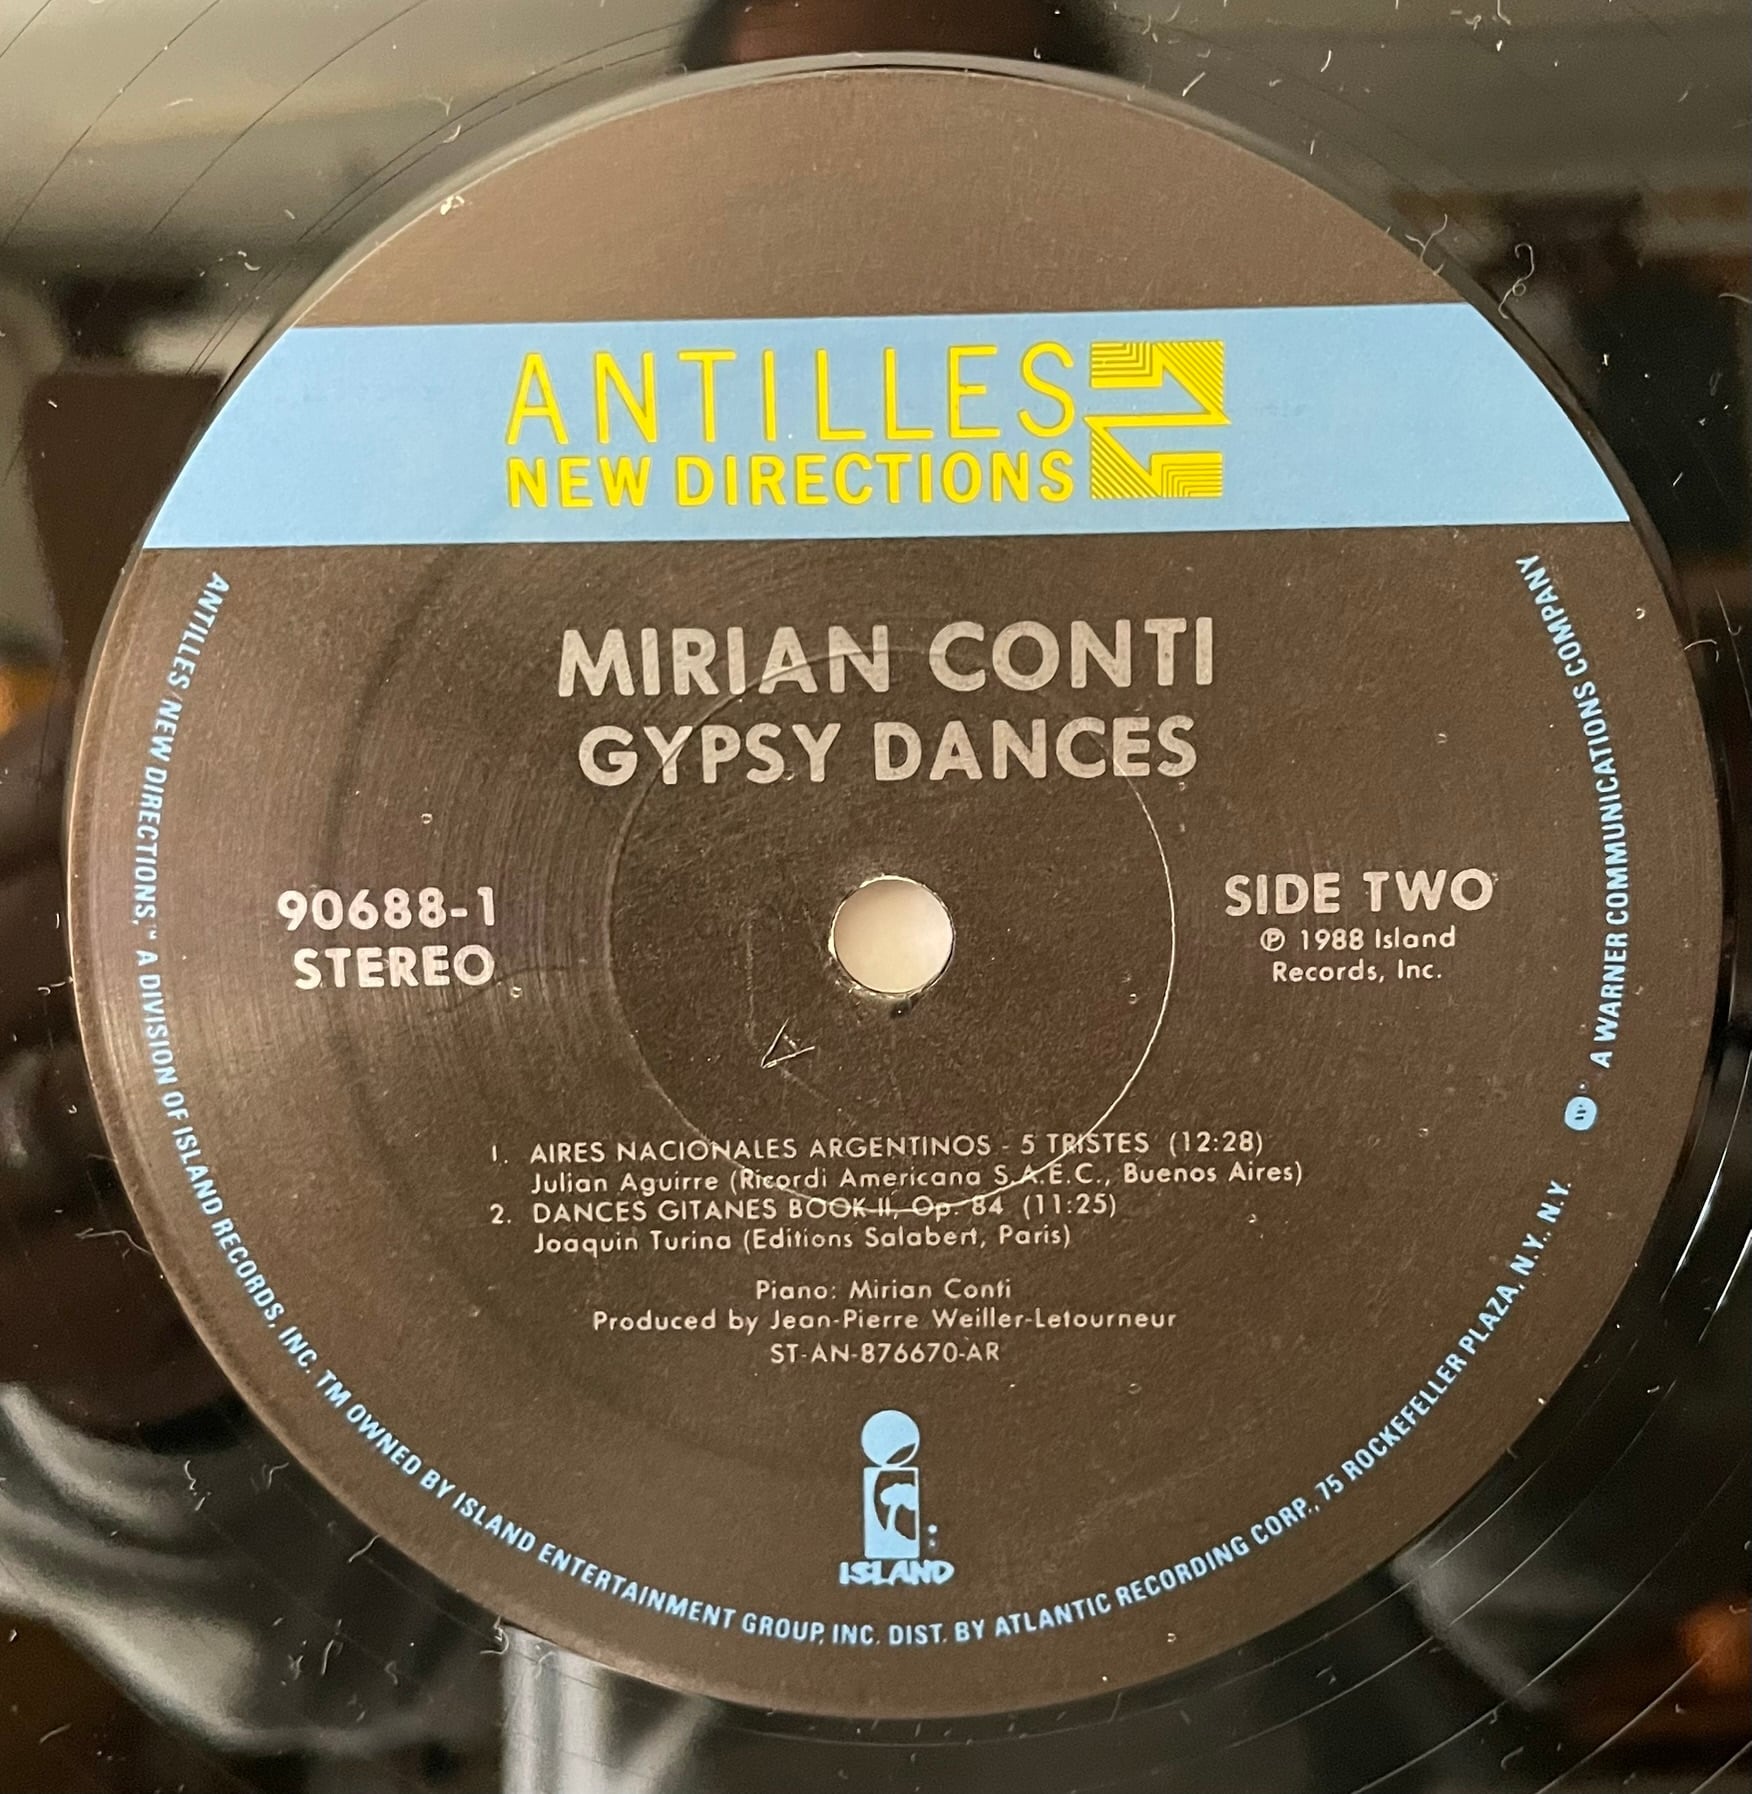 ANTILLES
NEW DIRECTIONS
MIRIAN CONTI
GYPSY DANCES
90688-1
STEREO
SIDE TWO
℗ 1988 Island
Records, Inc.
1. AIRES NACIONALES ARGENTINOS - 5 TRISTES (12:28)
Julian Aguirre (Ricordi Americana S.A.E.C., Buenos Aires)
2. DANCES GITANES BOOK II, Op. 84 (11:25)
Joaquin Turina (Editions Salabert, Paris)
Piano: Mirian Conti
Produced by Jean-Pierre Weiller-Letourneur
ST-AN-876670-AR
ISLAND
ANTILLES/NEW DIRECTIONS," A DIVISION OF ISLAND RECORDS, INC. TM OWNED BY ISLAND ENTERTAINMENT GROUP, INC. DIST. BY ATLANTIC RECORDING CORP., 75 ROCKEFELLER PLAZA, N.Y., N.Y. A WARNER COMMUNICATIONS COMPANY